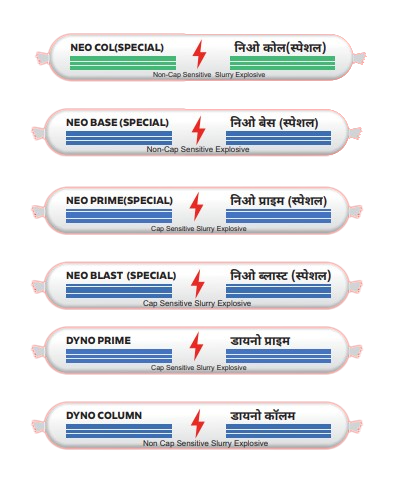 NEO COL(SPECIAL) निओ कोल(स्पेशल)
Non-Cap Sensitive Slurry Explosive
NEO BASE (SPECIAL) निओ बेस (स्पेशल)
Non-Cap Sensitive Explosive
NEO PRIME(SPECIAL) निओ प्राइम (स्पेशल)
Cap Sensitive Slurry Explosive
NEO BLAST (SPECIAL) निओ ब्लास्ट (स्पेशल)
Cap Sensitive Slurry Explosive
DYNO PRIME डायनो प्राइम
Cap Sensitive Slurry Explosive
DYNO COLUMN डायनो कॉलम
Non Cap Sensitive Slurry Explosive